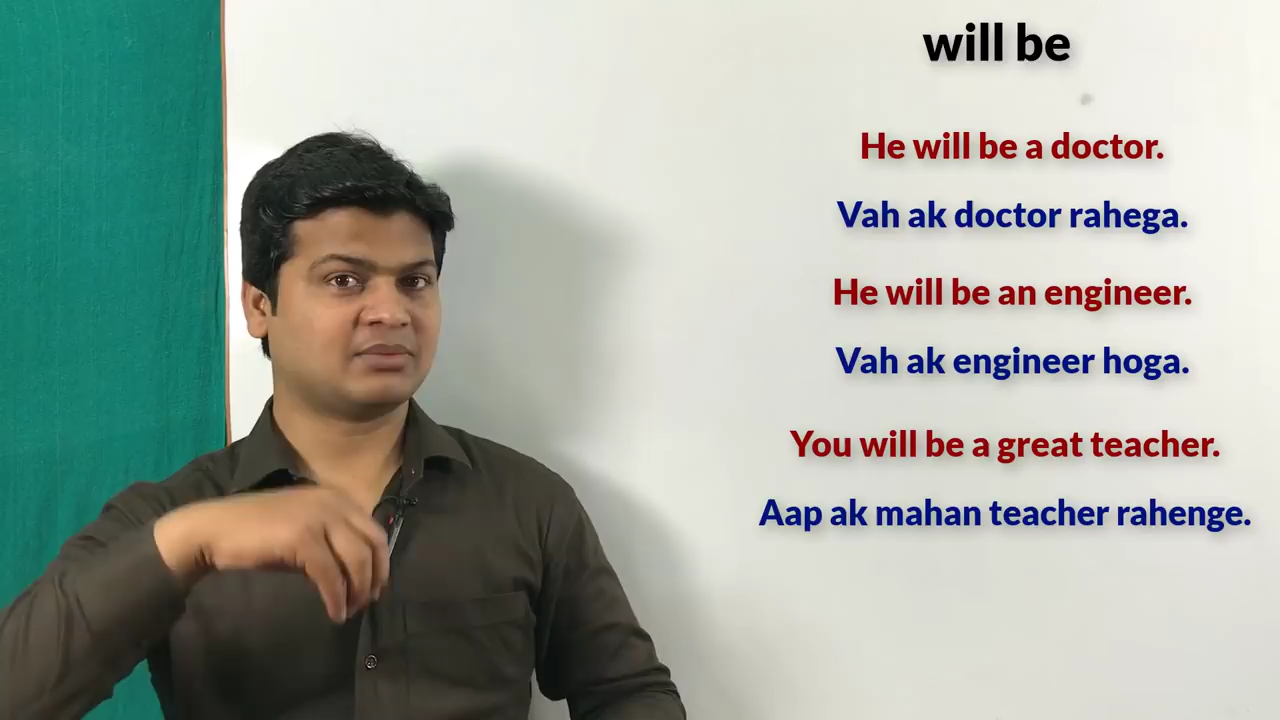 will be
He will be a doctor.
Vah ak doctor rahega.
He will be an engineer.
Vah ak engineer hoga.
You will be a great teacher.
Aap ak mahan teacher rahenge.